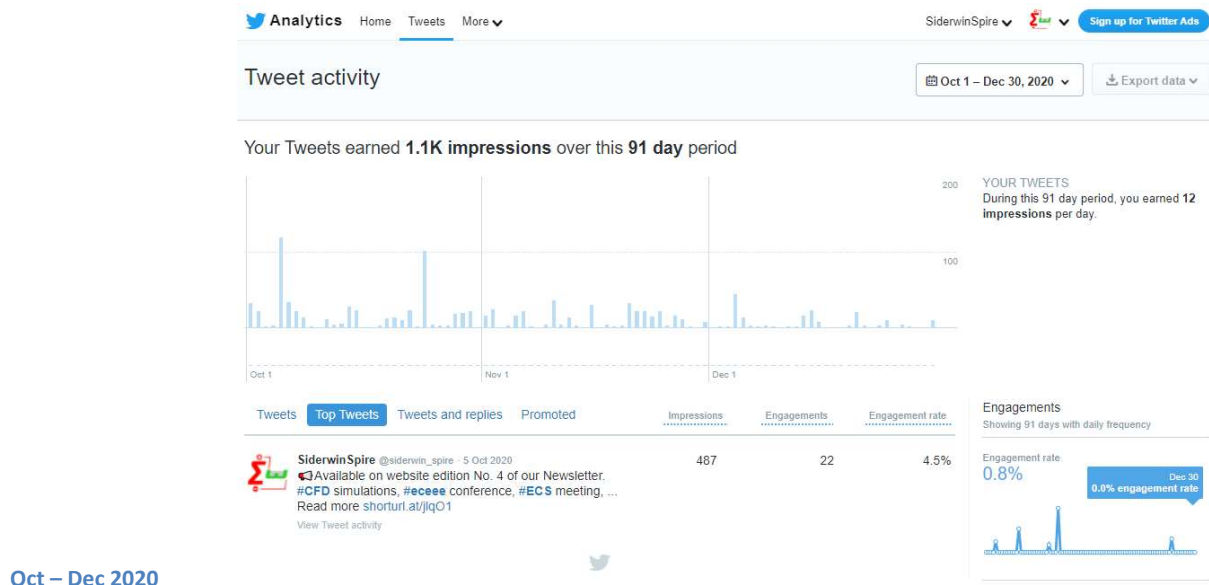 Analytics Home Tweets More
SiderwinSpire
Sign up for Twitter Ads
Tweet activity
Oct 1 – Dec 30, 2020
Export data
Your Tweets earned 1.1K impressions over this 91 day period
200
100
Oct 1
Nov 1
Dec 1
YOUR TWEETS
During this 91 day period, you earned 12
impressions per day.
Tweets Top Tweets Tweets and replies Promoted
Impressions Engagements Engagement rate
SiderwinSpire @siderwin_spire · 5 Oct 2020
Available on website edition No. 4 of our Newsletter.
#CFD simulations, #eceee conference, #ECS meeting, ...
Read more shorturl.at/jlqO1
View Tweet activity
487 22 4.5%
Engagements
Showing 91 days with daily frequency
Engagement rate
0.8%
Dec 30
0.0% engagement rate
Oct – Dec 2020